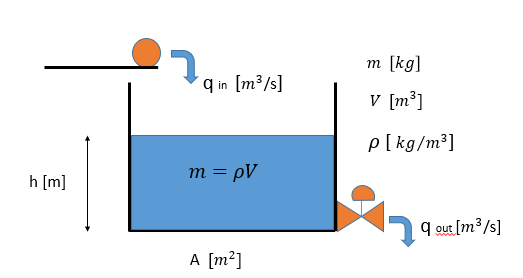 m [kg]
q in [m³/s]
V [m³]
ρ [ kg/m³]
m = ρV
h [m]
q out [m³/s]
A [m²]